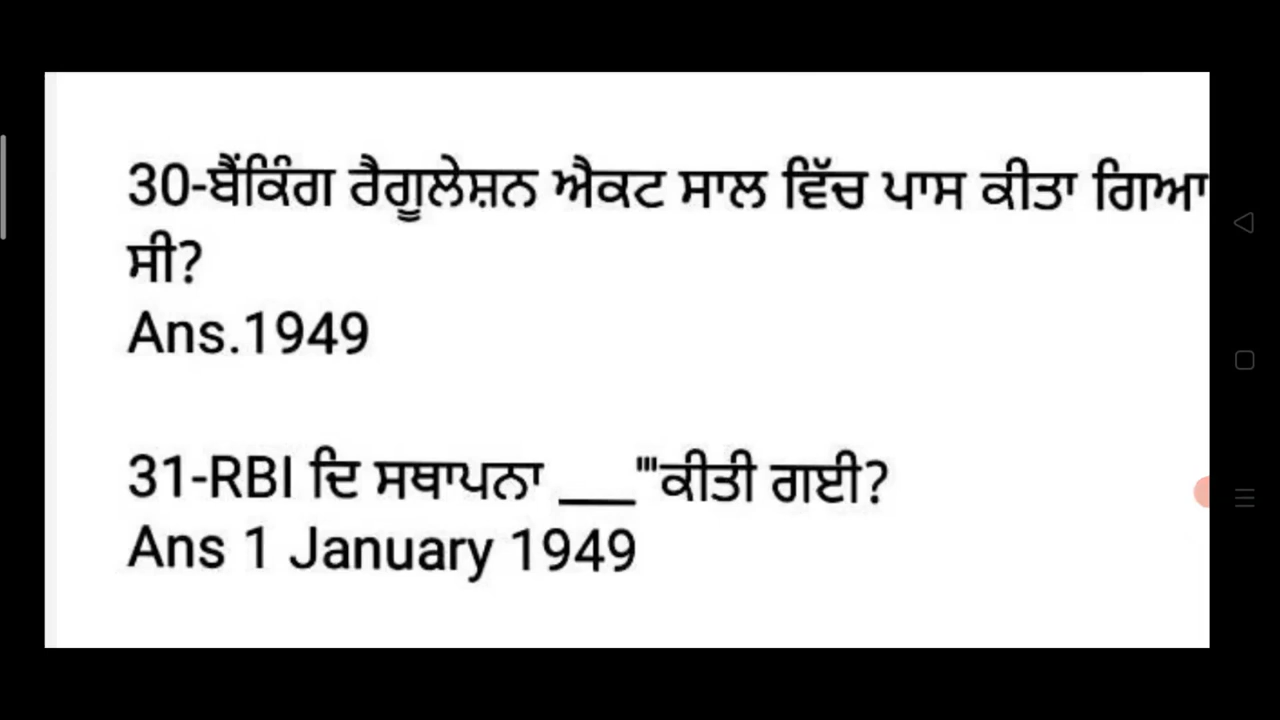 30-ਬੈਂਕਿੰਗ ਰੈਗੂਲੇਸ਼ਨ ਐਕਟ ਸਾਲ ਵਿੱਚ ਪਾਸ ਕੀਤਾ ਗਿਆ
ਸੀ?
Ans.1949
31-RBI ਦਿ ਸਥਾਪਨਾ ___"'ਕੀਤੀ ਗਈ?
Ans 1 January 1949